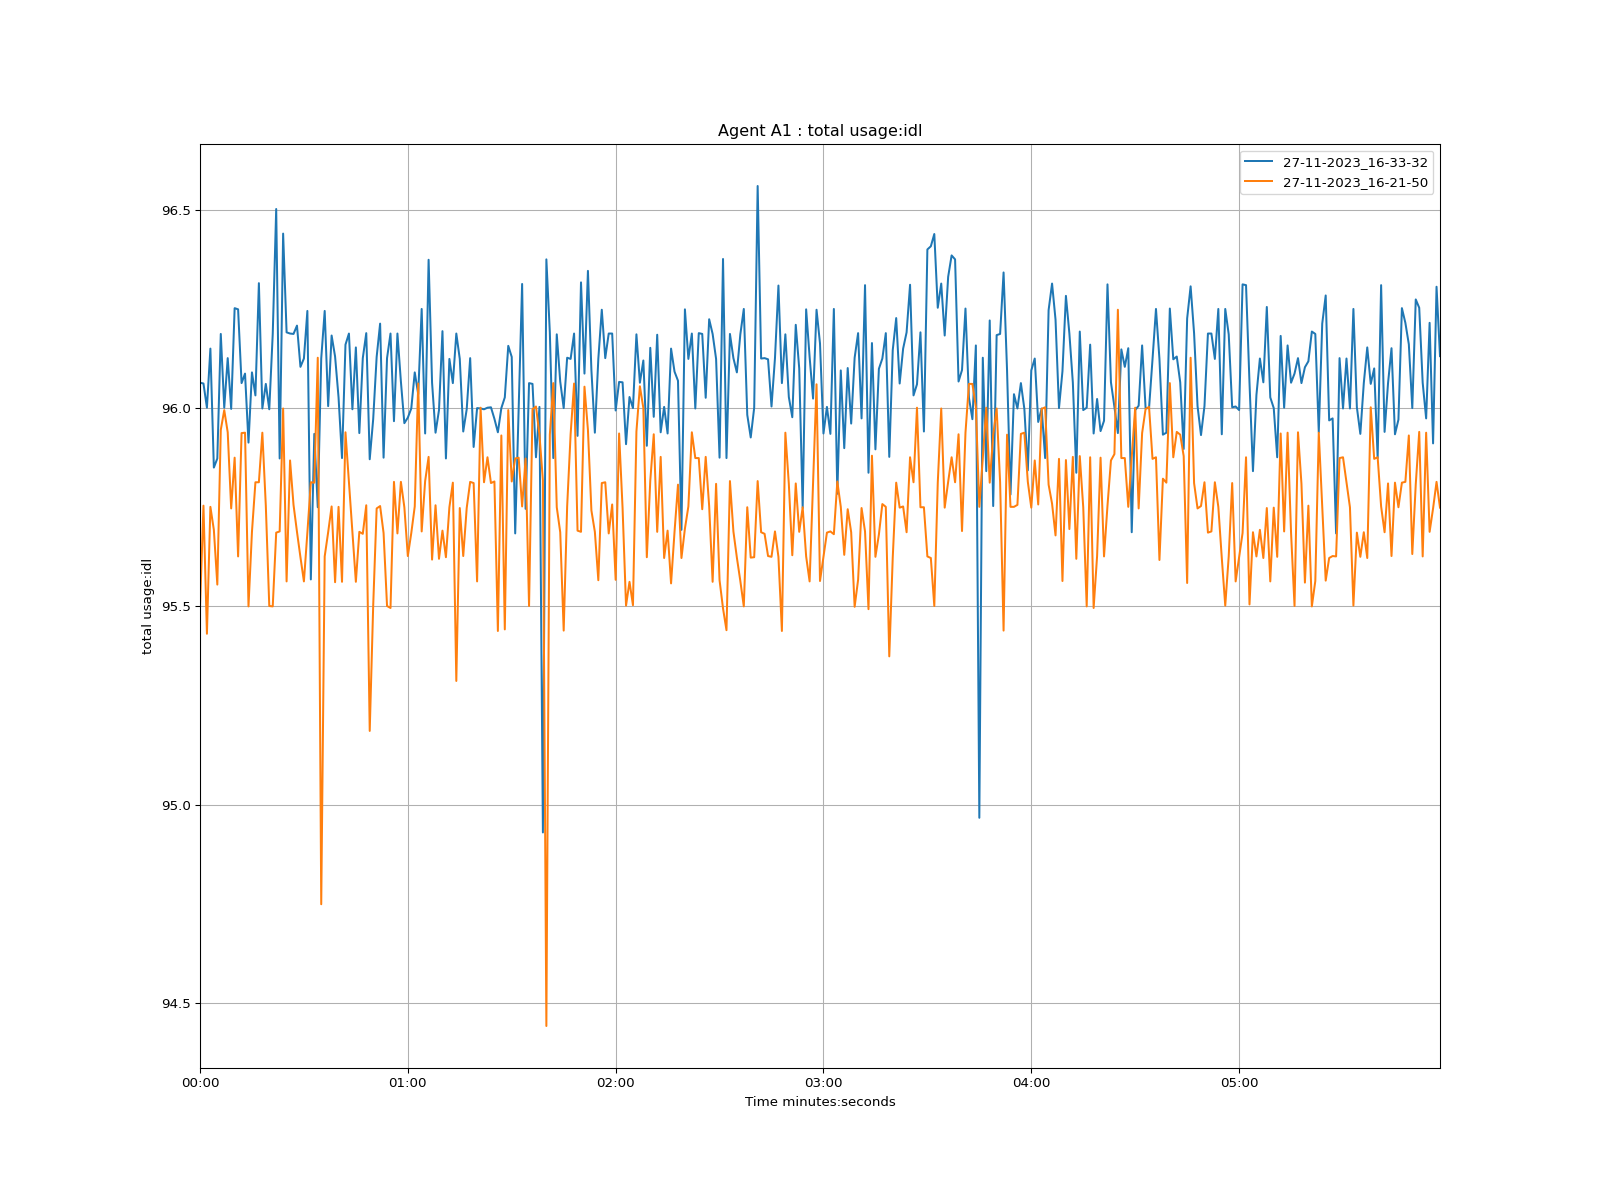 Agent A1 : total usage:idl
27-11-2023_16-33-32
27-11-2023_16-21-50
96.5
96.0
95.5
95.0
94.5
total usage:idl
00:00 01:00 02:00 03:00 04:00 05:00
Time minutes:seconds